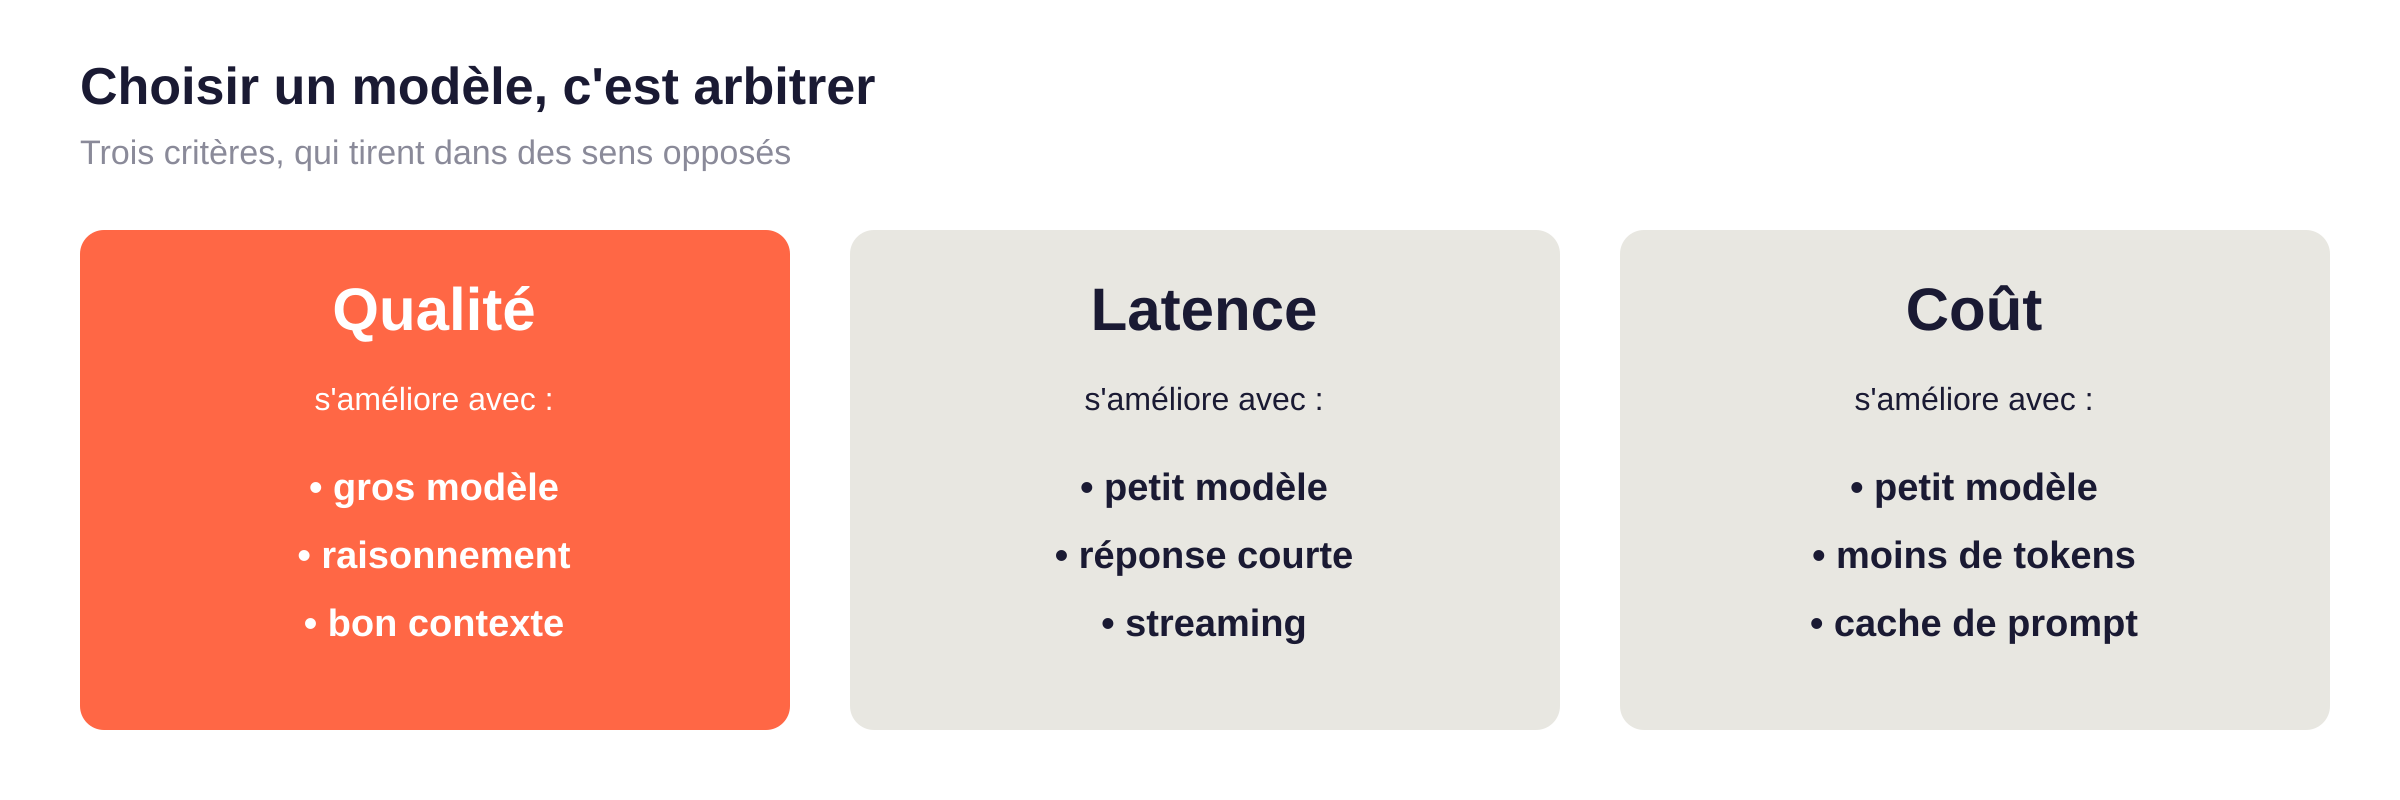 Choisir un modèle, c'est arbitrer
Trois critères, qui tirent dans des sens opposés
Qualité
s'améliore avec :
• gros modèle
• raisonnement
• bon contexte
Latence
s'améliore avec :
• petit modèle
• réponse courte
• streaming
Coût
s'améliore avec :
• petit modèle
• moins de tokens
• cache de prompt